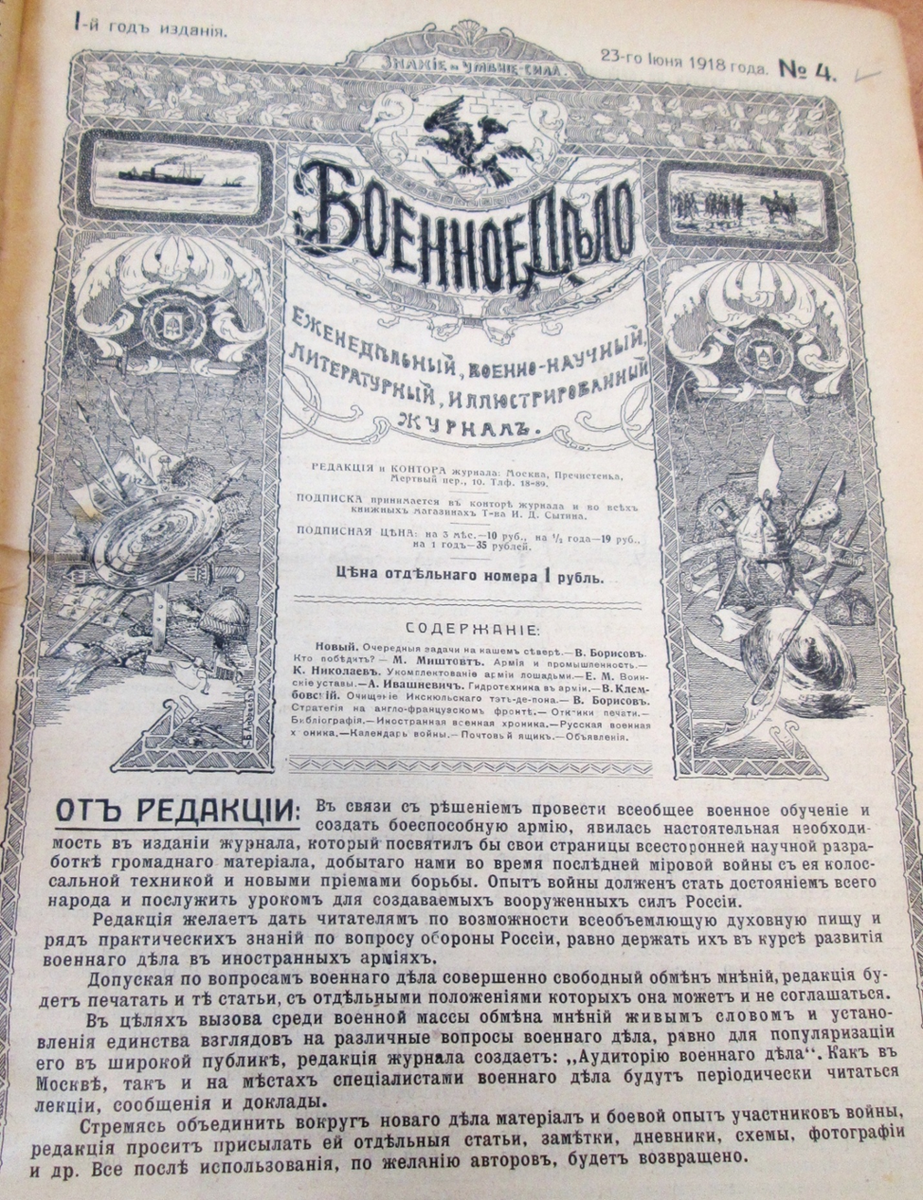 I-й годъ изданія.
23-го Іюня 1918 года. № 4.
ЗНАНІЕ и УМѢНІЕ-СИЛА.
ВОЕННОЕ ДѢЛО
ЕЖЕНЕДѢЛЬНЫЙ, ВОЕННО-НАУЧНЫЙ,
ЛИТЕРАТУРНЫЙ, ИЛЛЮСТРИРОВАННЫЙ
ЖУРНАЛЪ.
РЕДАКЦІЯ и КОНТОРА журнала: Москва, Пречистенка,
Мертвый пер., 10. Тлф. 18-89.
ПОДПИСКА принимается въ конторѣ журнала и во всѣхъ
книжныхъ магазинахъ Т-ва И. Д. Сытина.
ПОДПИСНАЯ ЦѢНА: на 3 мѣс.—10 руб., на ½ года—19 руб.,
на 1 годъ—35 рублей.
Цѣна отдѣльнаго номера 1 рубль.
СОДЕРЖАНІЕ:
Новый. Очередныя задачи на нашемъ сѣверѣ.— В. Борисовъ.
Кто побѣдитъ? — М. Миштовтъ. Армія и промышленность.—
К. Николаевъ. Укомплектованіе арміи лошадьми.— Е. М. Воин-
скіе уставы.—А. Ивашкевичъ. Гидротехника въ арміи.—В. Клем-
бовскій. Очищеніе Икскюльскаго тэтъ-де-пона.— В. Борисовъ.
Стратегія на англо-французскомъ фронтѣ.— Отклики печати.—
Библіографія.—Иностранная военная хроника.—Русская военная
хроника.—Календарь войны.—Почтовый ящикъ.—Объявленія.
ОТЪ РЕДАКЦІИ: Въ связи съ рѣшеніемъ провести всеобщее военное обученіе и
создать боеспособную армію, явилась настоятельная необходи-
мость въ изданіи журнала, который посвятилъ бы свои страницы всесторонней научной разра-
боткѣ громаднаго матеріала, добытаго нами во время послѣдней міровой войны съ ея колос-
сальной техникой и новыми пріемами борьбы. Опытъ войны долженъ стать достояніемъ всего
народа и послужить урокомъ для создаваемыхъ вооруженныхъ силъ Россіи.
Редакція желаетъ дать читателямъ по возможности всеобъемлющую духовную пищу и
рядъ практическихъ знаній по вопросу обороны Россіи, равно держать ихъ въ курсѣ развитія
военнаго дѣла въ иностранныхъ арміяхъ.
Допуская по вопросамъ военнаго дѣла совершенно свободный обмѣнъ мнѣній, редакція бу-
детъ печатать и тѣ статьи, съ отдѣльными положеніями которыхъ она можетъ и не соглашаться.
Въ цѣляхъ вызова среди военной массы обмѣна мнѣній живымъ словомъ и устано-
вленія единства взглядовъ на различные вопросы военнаго дѣла, равно для популяризаціи
его въ широкой публикѣ, редакція журнала создаетъ: „Аудиторію военнаго дѣла“. Какъ въ
Москвѣ, такъ и на мѣстахъ спеціалистами военнаго дѣла будутъ періодически читаться
лекціи, сообщенія и доклады.
Стремясь объединить вокругъ новаго дѣла матеріалъ и боевой опытъ участниковъ войны,
редакція проситъ присылать ей отдѣльныя статьи, замѣтки, дневники, схемы, фотографіи
и др. Все послѣ использованія, по желанію авторовъ, будетъ возвращено.